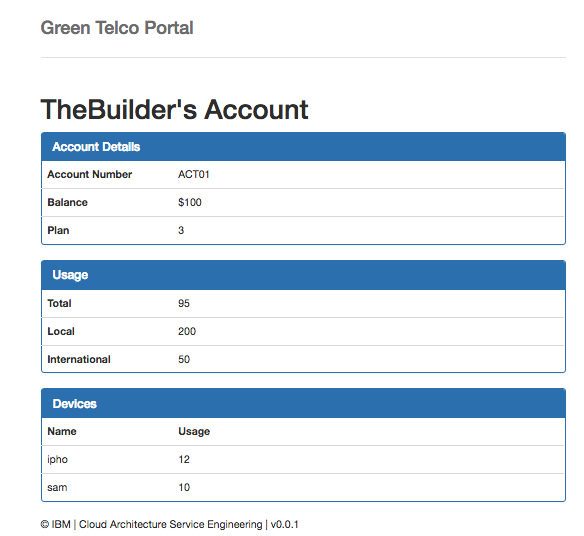 Green Telco Portal
TheBuilder's Account
Account Details
Account Number ACT01
Balance $100
Plan 3
Usage
Total 95
Local 200
International 50
Devices
Name Usage
ipho 12
sam 10
© IBM | Cloud Architecture Service Engineering | v0.0.1